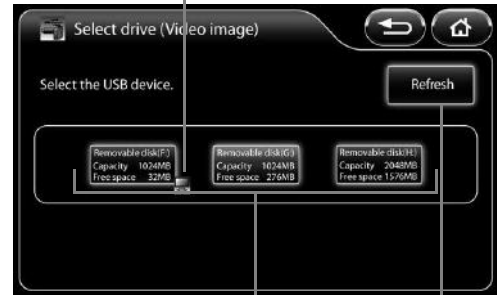 Select drive (Video image)
Select the USB device.
Refresh
Removable disk(F:)
Capacity 1024MB
Free space 32MB
Removable disk(G:)
Capacity 1024MB
Free space 276MB
Removable disk(H:)
Capacity 2048MB
Free space 1576MB